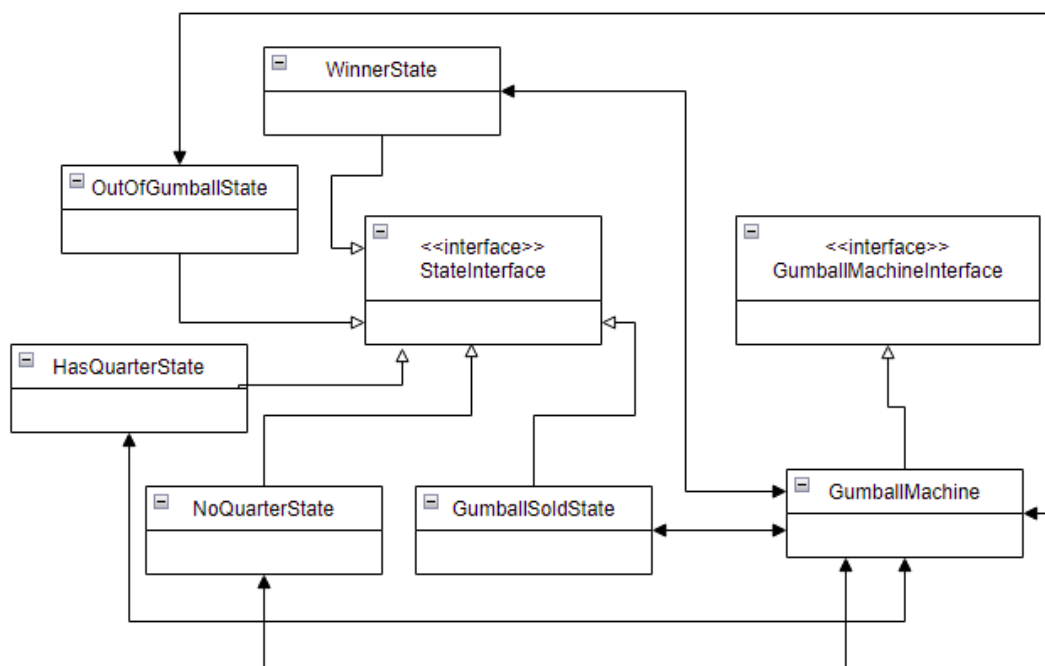 WinnerState
OutOfGumballState
<<interface>>
StateInterface
<<interface>>
GumballMachineInterface
HasQuarterState
NoQuarterState
GumballSoldState
GumballMachine